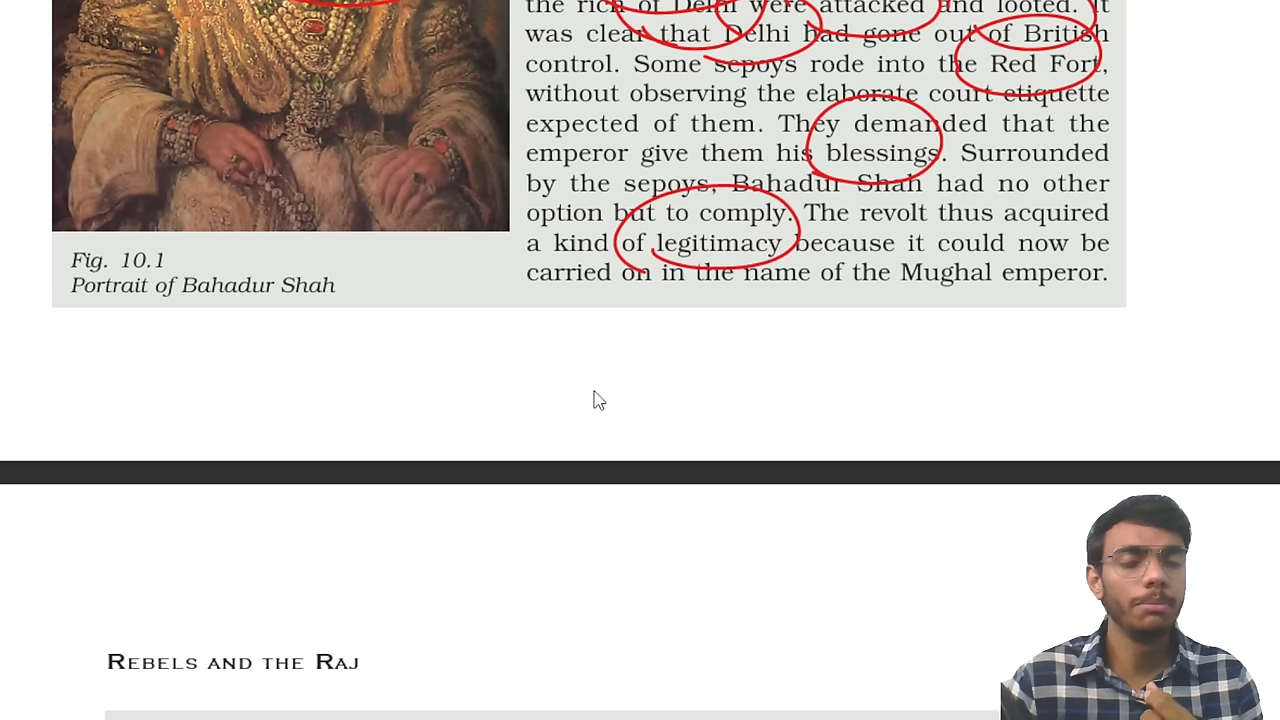 the rich of Delhi were attacked and looted. It
was clear that Delhi had gone out of British
control. Some sepoys rode into the Red Fort,
without observing the elaborate court etiquette
expected of them. They demanded that the
emperor give them his blessings. Surrounded
by the sepoys, Bahadur Shah had no other
option but to comply. The revolt thus acquired
a kind of legitimacy because it could now be
carried on in the name of the Mughal emperor.
Fig. 10.1
Portrait of Bahadur Shah
Rebels and the Raj